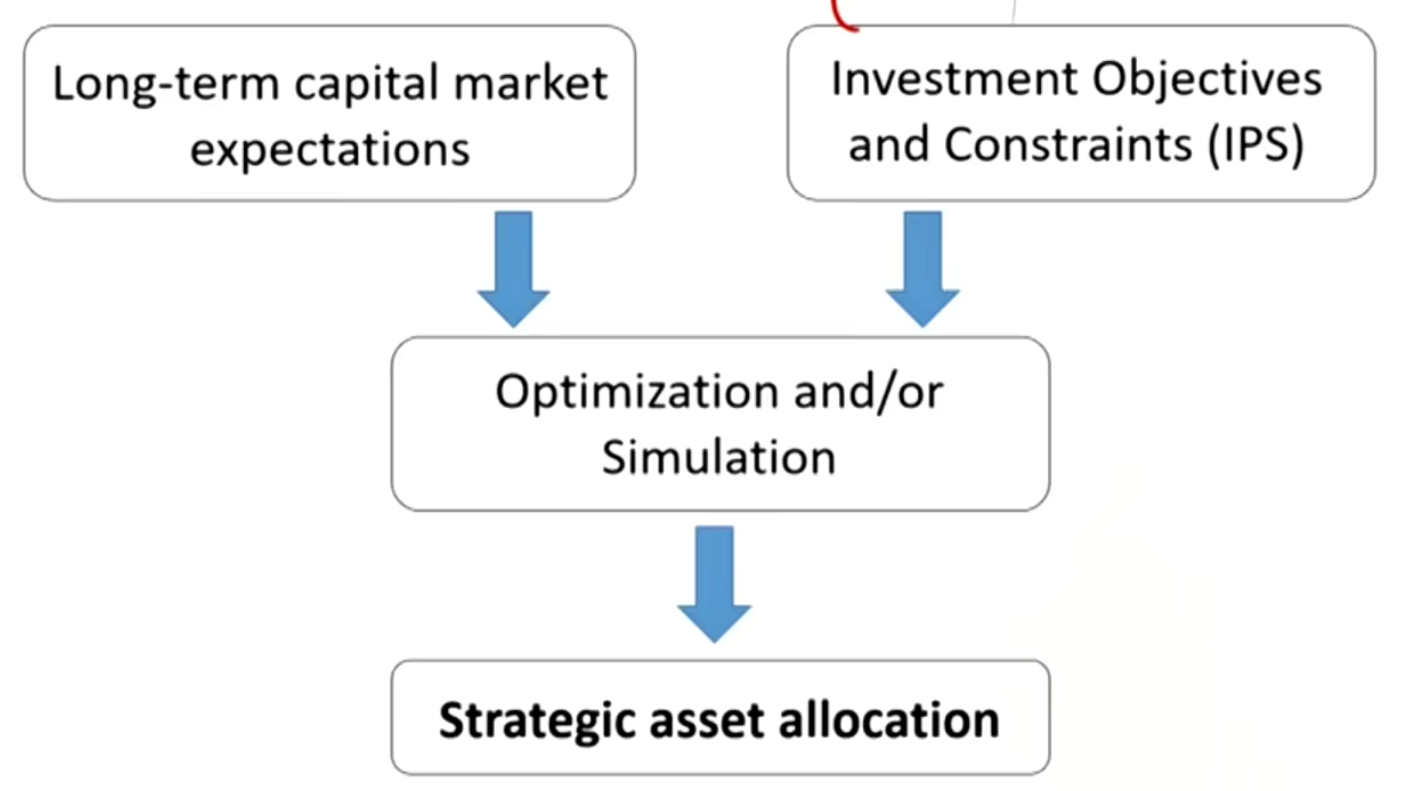 Long-term capital market
expectations
Investment Objectives
and Constraints (IPS)
Optimization and/or
Simulation
Strategic asset allocation